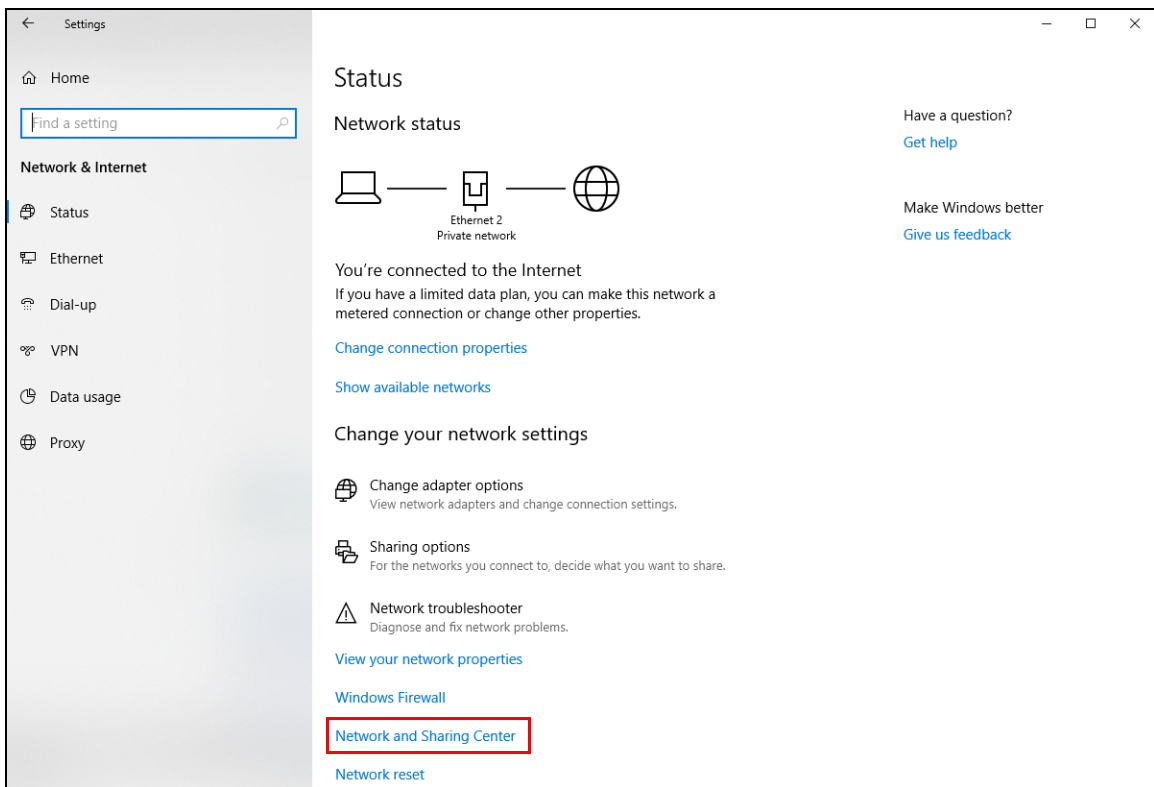 Settings
Home
Find a setting
Network & Internet
Status
Ethernet
Dial-up
VPN
Data usage
Proxy
Status
Network status
Ethernet 2
Private network
You’re connected to the Internet
If you have a limited data plan, you can make this network a
metered connection or change other properties.
Change connection properties
Show available networks
Change your network settings
Change adapter options
View network adapters and change connection settings.
Sharing options
For the networks you connect to, decide what you want to share.
Network troubleshooter
Diagnose and fix network problems.
View your network properties
Windows Firewall
Network and Sharing Center
Network reset
Have a question?
Get help
Make Windows better
Give us feedback